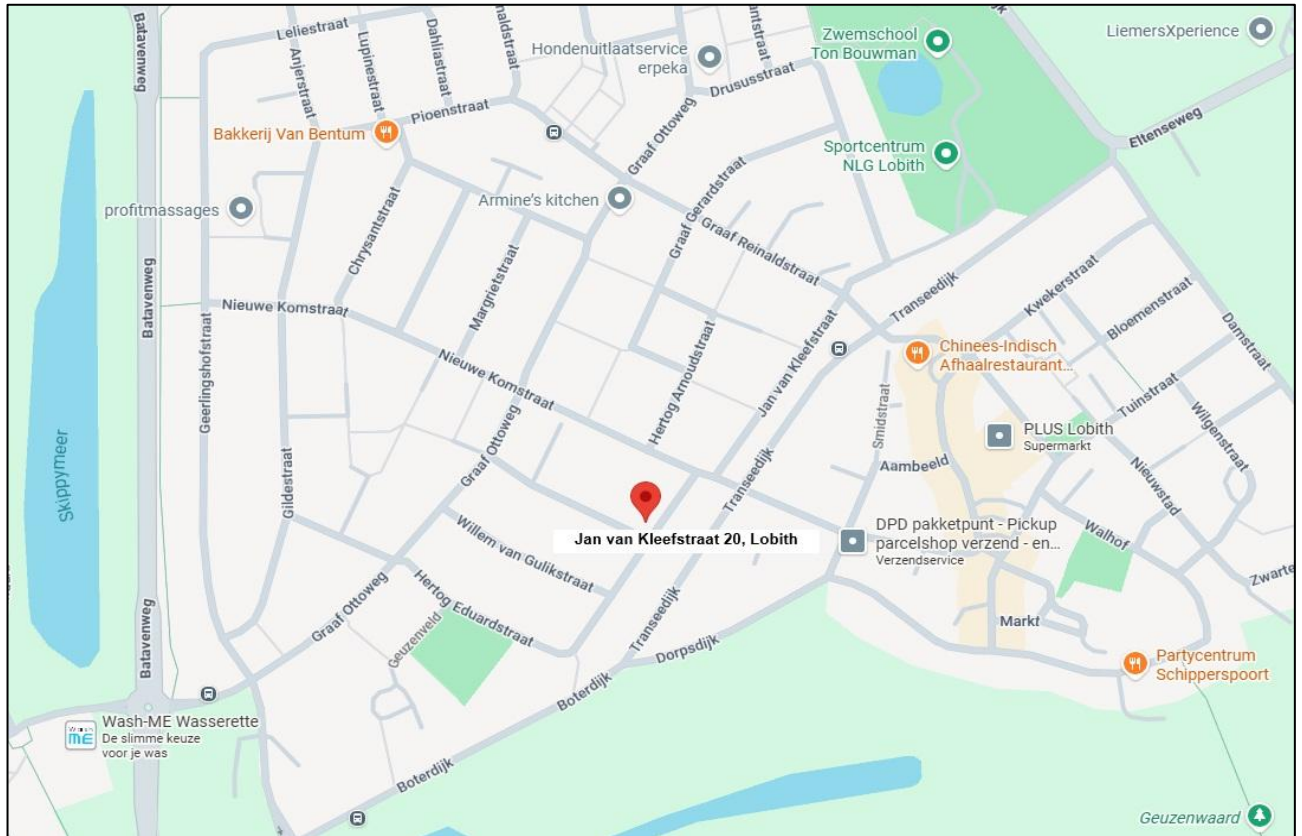 Leliestraat
Batavenweg
Anjerstraat
Lupinestraat
Dahliastraat
naldstraat
Hondenuitlaatservice
erpeka
antstraat
Zwemschool
Ton Bouwman
LiemersXperience
Drususstraat
Pioenstraat
Bakkerij Van Bentum
Graaf Ottoweg
Eltenseweg
Sportcentrum
NLG Lobith
profitmassages
Chrysantstraat
Armine's kitchen
Graaf Gerardstraat
Graaf Reinaldstraat
Margrietstraat
Nieuwe Komstraat
Batavenweg
Transeedijk
Kwekerstraat
Bloemenstraat
Damstraat
Geerlingshofstraat
Nieuwe Komstraat
Hertog Arnoudstraat
Jan van Kleefstraat
Chinees-Indisch
Afhaalrestaurant...
Smidstraat
Tuinstraat
Wilgenstraat
Skippymeer
Gildestraat
Graaf Ottoweg
PLUS Lobith
Supermarkt
Aambeeld
Transeedijk
Nieuwstad
Willem van Gulikstraat
Jan van Kleefstraat 20, Lobith
DPD pakketpunt - Pickup
parcelshop verzend - en...
Verzendservice
Walhof
Zwarte
Hertog Eduardstraat
Graaf Ottoweg
Geuzenveld
Transeedijk
Dorpsdijk
Markt
Batavenweg
Boterdijk
Partycentrum
Schipperspoort
Wash-ME Wasserette
De slimme keuze
voor je was
Boterdijk
Geuzenwaard